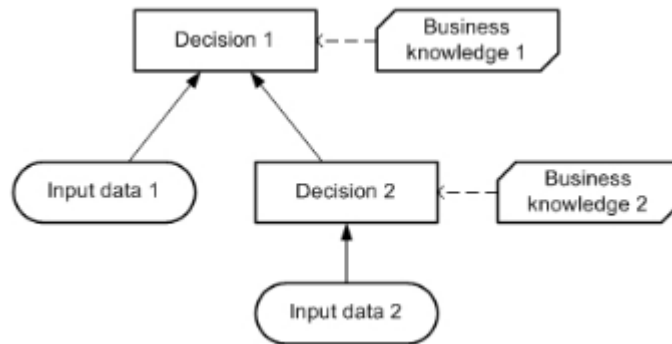 Decision 1
Business
knowledge 1
Input data 1
Decision 2
Business
knowledge 2
Input data 2